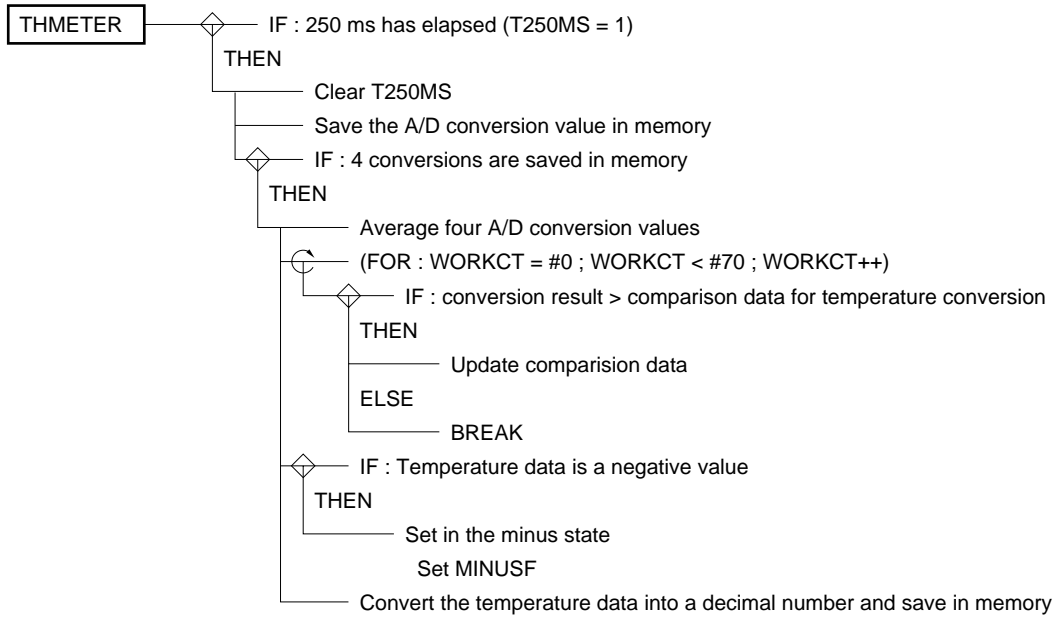 THMETER
IF : 250 ms has elapsed (T250MS = 1)
THEN
Clear T250MS
Save the A/D conversion value in memory
IF : 4 conversions are saved in memory
THEN
Average four A/D conversion values
(FOR : WORKCT = #0 ; WORKCT < #70 ; WORKCT++)
IF : conversion result > comparison data for temperature conversion
THEN
Update comparision data
ELSE
BREAK
IF : Temperature data is a negative value
THEN
Set in the minus state
Set MINUSF
Convert the temperature data into a decimal number and save in memory